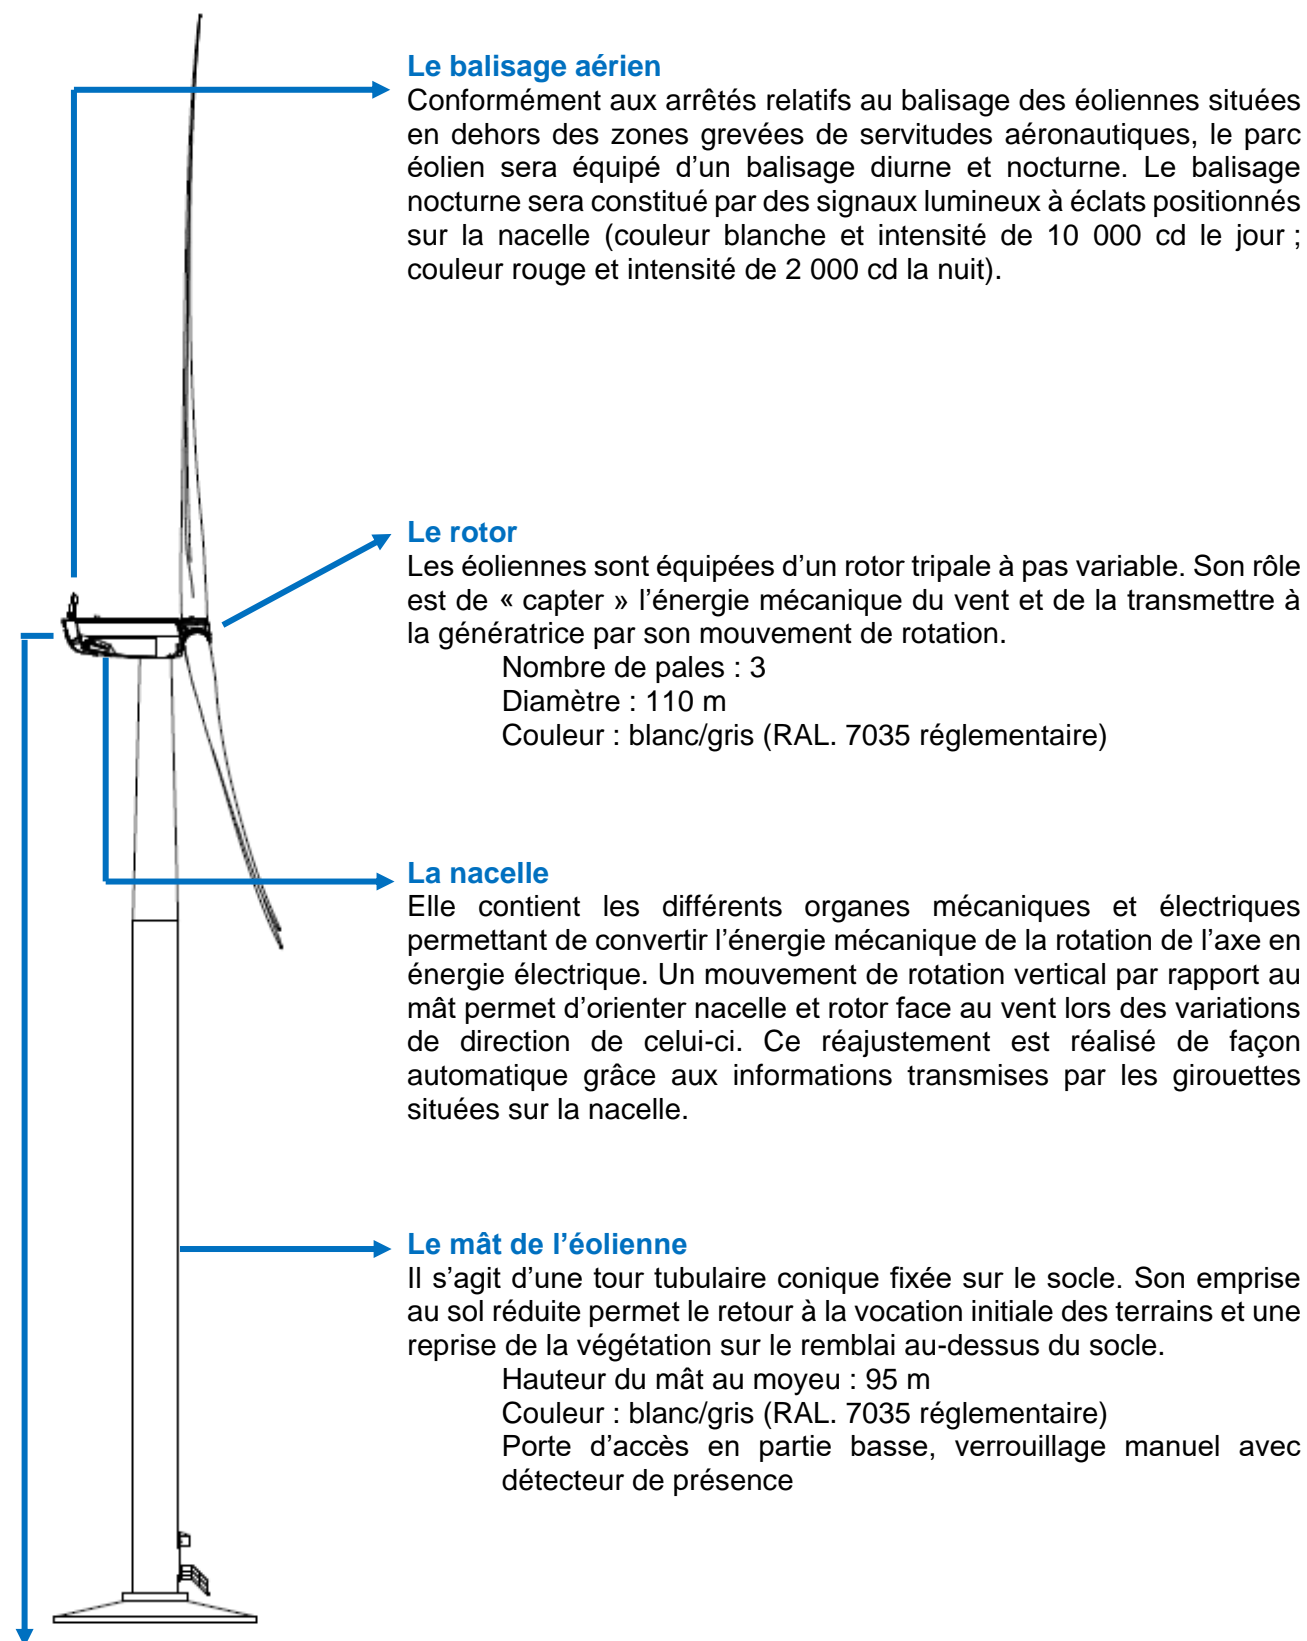 Le balisage aérien
Conformément aux arrêtés relatifs au balisage des éoliennes situées
en dehors des zones grevées de servitudes aéronautiques, le parc
éolien sera équipé d’un balisage diurne et nocturne. Le balisage
nocturne sera constitué par des signaux lumineux à éclats positionnés
sur la nacelle (couleur blanche et intensité de 10 000 cd le jour ;
couleur rouge et intensité de 2 000 cd la nuit).
Le rotor
Les éoliennes sont équipées d’un rotor tripale à pas variable. Son rôle
est de « capter » l’énergie mécanique du vent et de la transmettre à
la génératrice par son mouvement de rotation.
Nombre de pales : 3
Diamètre : 110 m
Couleur : blanc/gris (RAL. 7035 réglementaire)
La nacelle
Elle contient les différents organes mécaniques et électriques
permettant de convertir l’énergie mécanique de la rotation de l’axe en
énergie électrique. Un mouvement de rotation vertical par rapport au
mât permet d’orienter nacelle et rotor face au vent lors des variations
de direction de celui-ci. Ce réajustement est réalisé de façon
automatique grâce aux informations transmises par les girouettes
situées sur la nacelle.
Le mât de l’éolienne
Il s’agit d’une tour tubulaire conique fixée sur le socle. Son emprise
au sol réduite permet le retour à la vocation initiale des terrains et une
reprise de la végétation sur le remblai au-dessus du socle.
Hauteur du mât au moyeu : 95 m
Couleur : blanc/gris (RAL. 7035 réglementaire)
Porte d’accès en partie basse, verrouillage manuel avec
détecteur de présence